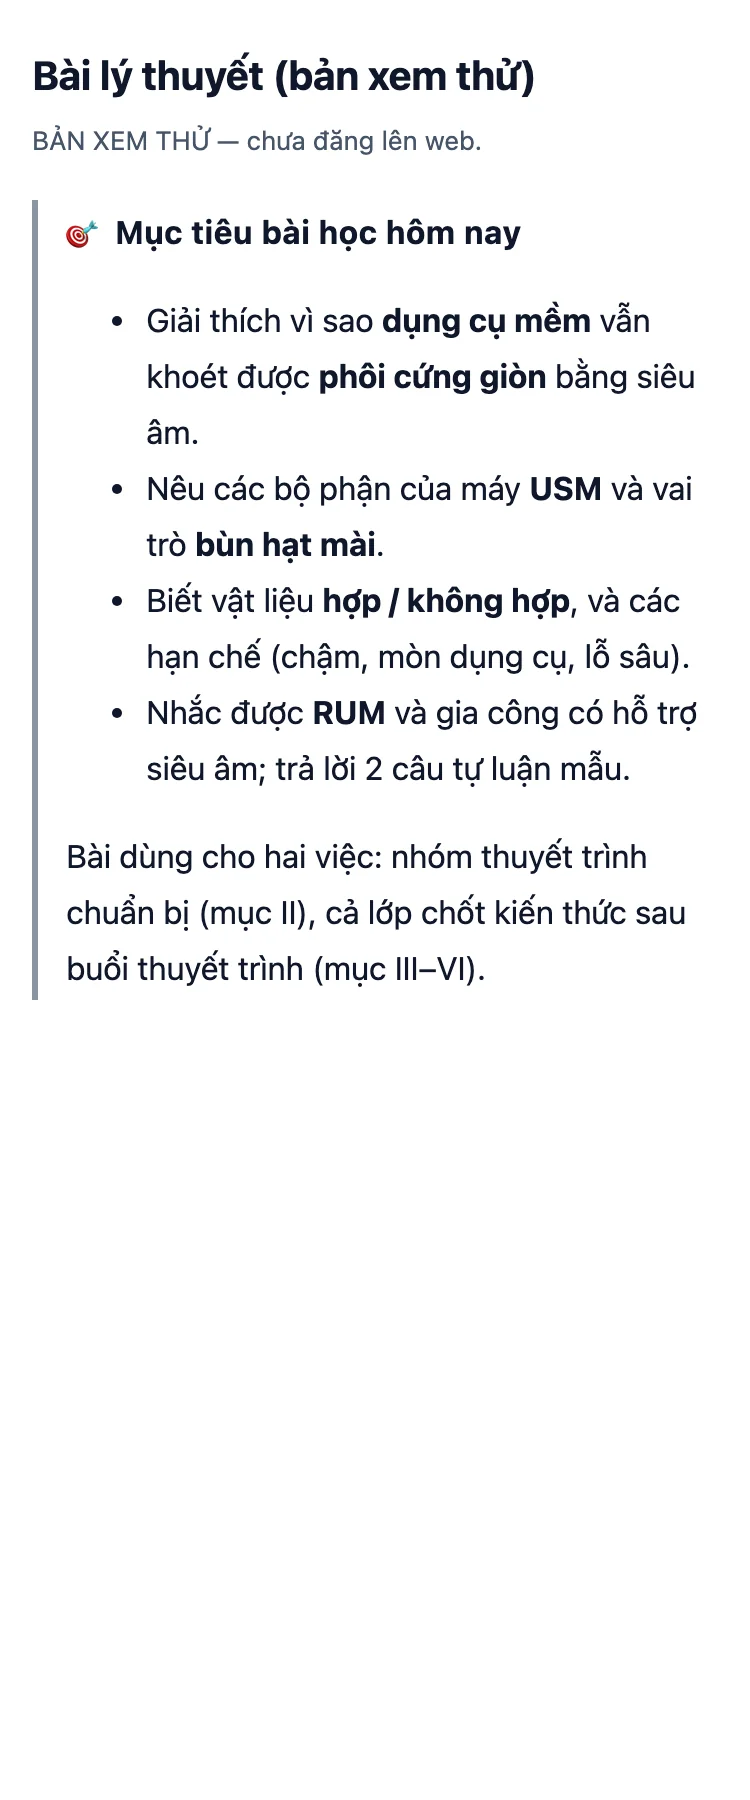 Bài lý thuyết (bản xem thử)
BẢN XEM THỬ — chưa đăng lên web.
🎯 Mục tiêu bài học hôm nay
• Giải thích vì sao dụng cụ mềm vẫn
khoét được phôi cứng giòn bằng siêu
âm.
• Nêu các bộ phận của máy USM và vai
trò bùn hạt mài.
• Biết vật liệu hợp / không hợp, và các
hạn chế (chậm, mòn dụng cụ, lỗ sâu).
• Nhắc được RUM và gia công có hỗ trợ
siêu âm; trả lời 2 câu tự luận mẫu.
Bài dùng cho hai việc: nhóm thuyết trình
chuẩn bị (mục II), cả lớp chốt kiến thức sau
buổi thuyết trình (mục III–VI).